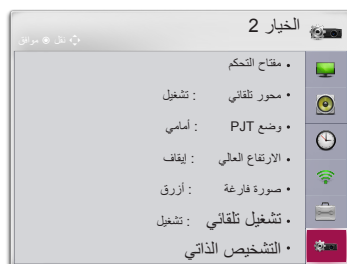 الخيار 2
نقل موافق
• مفتاح التحكم
• محور تلقائي : تشغيل
• وضع PJT : أمامي
• الارتفاع العالي : إيقاف
• صورة فارغة : أزرق
• تشغيل تلقائي : تشغيل
• التشخيص الذاتي